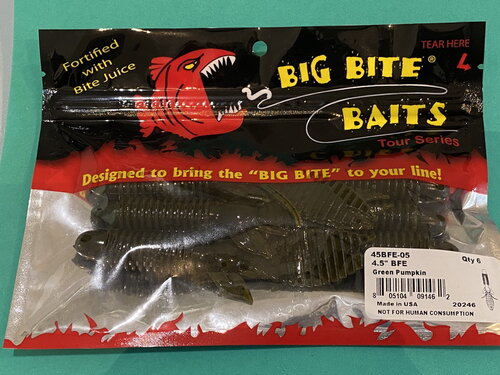 Fortified
with
Bite Juice
TEAR HERE
BIG BITE®
BAITS
Tour Series
Designed to bring the "BIG BITE" to your line!
45BFE-05
4.5" BFE
Qty 6
Green Pumpkin
8 05104 09146 2
Made in USA
20246
NOT FOR HUMAN CONSUMPTION